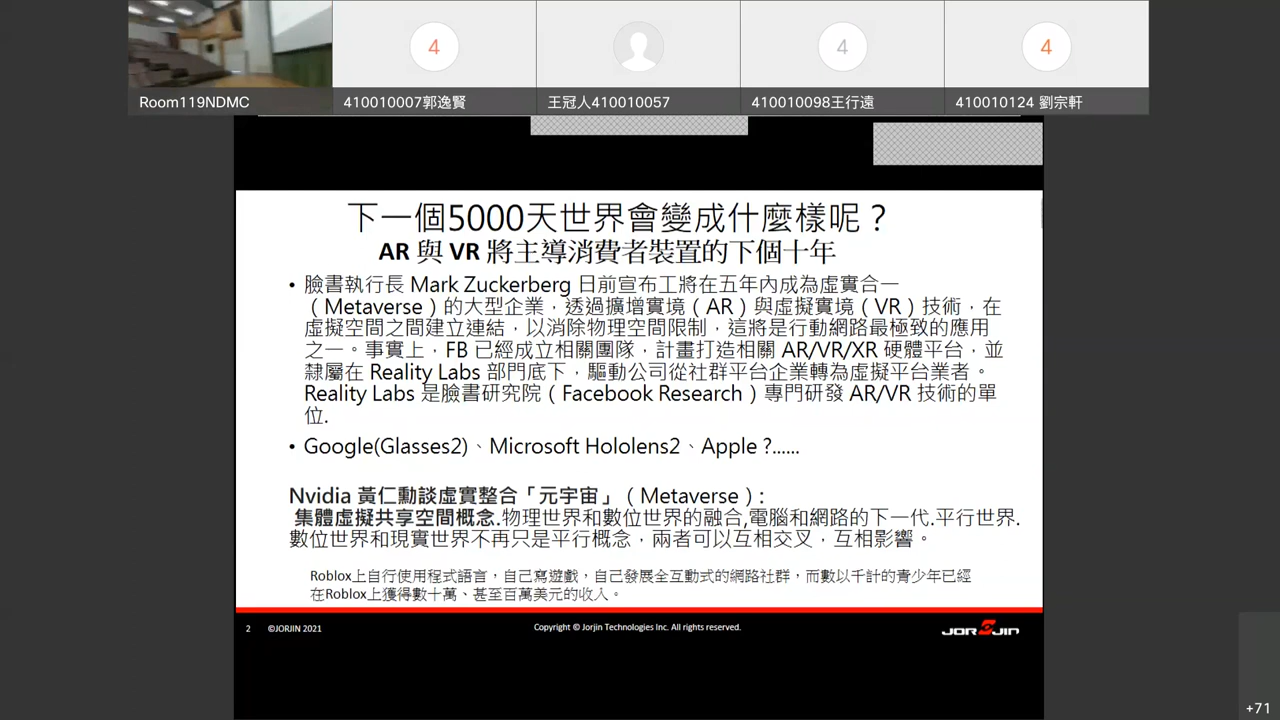 4
4
4
Room119NDMC
410010007郭逸賢
王冠人410010057
410010098王行遠
410010124 劉宗軒
下一個5000天世界會變成什麼樣呢？
AR 與 VR 將主導消費者裝置的下個十年
• 臉書執行長 Mark Zuckerberg 日前宣布工將在五年內成為虛實合一
（Metaverse）的大型企業，透過擴增實境（AR）與虛擬實境（VR）技術，在
虛擬空間之間建立連結，以消除物理空間限制，這將是行動網路最極致的應用
之一。事實上，FB 已經成立相關團隊，計畫打造相關 AR/VR/XR 硬體平台，並
隸屬在 Reality Labs 部門底下，驅動公司從社群平台企業轉為虛擬平台業者。
Reality Labs 是臉書研究院（Facebook Research）專門研發 AR/VR 技術的單
位.
• Google(Glasses2)、Microsoft Hololens2、Apple ?......
Nvidia 黃仁勳談虛實整合「元宇宙」（Metaverse）:
集體虛擬共享空間概念.物理世界和數位世界的融合,電腦和網路的下一代.平行世界.
數位世界和現實世界不再只是平行概念，兩者可以互相交叉，互相影響。
Roblox上自行使用程式語言，自己寫遊戲，自己發展全互動式的網路社群，而數以千計的青少年已經
在Roblox上獲得數十萬、甚至百萬美元的收入。
2 ©JORJIN 2021
Copyright © Jorjin Technologies Inc. All rights reserved.
JORJIN
+71